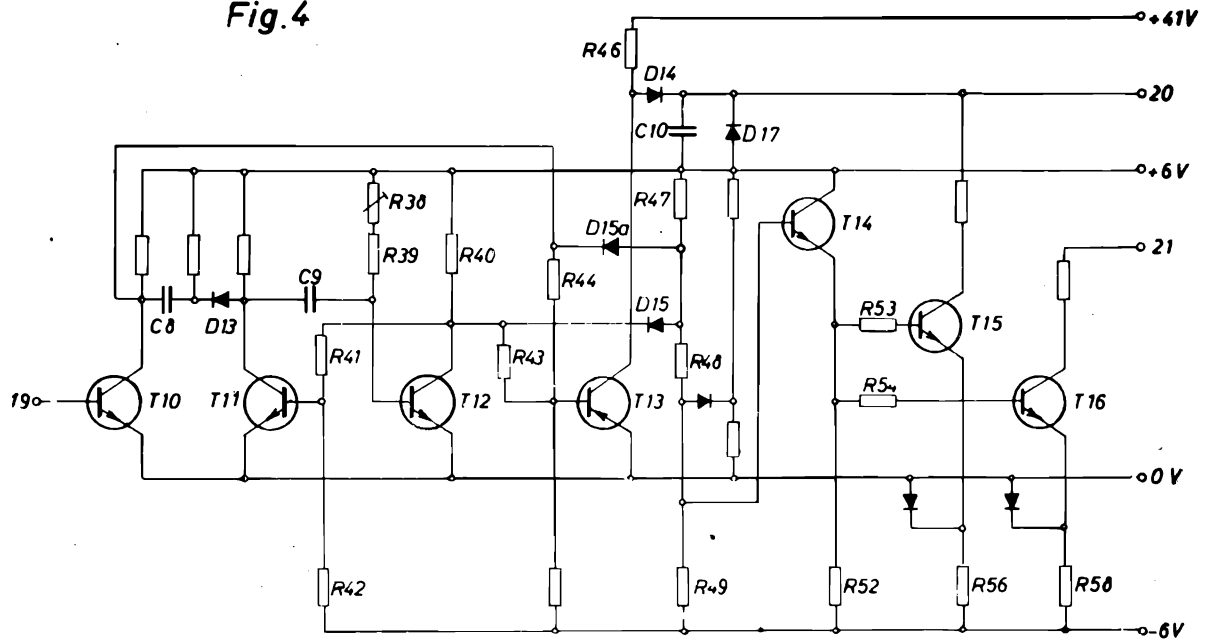 Fig.4
+41V
R46
D14
20
C10
D17
+6V
R38
R47
T14
D15a
21
R39
R40
R44
C9
C8
D13
D15
R53
T15
R41
R43
R48
19
T10
T11
T12
T13
R54
T16
0V
R42
R49
R52
R56
R58
-6V